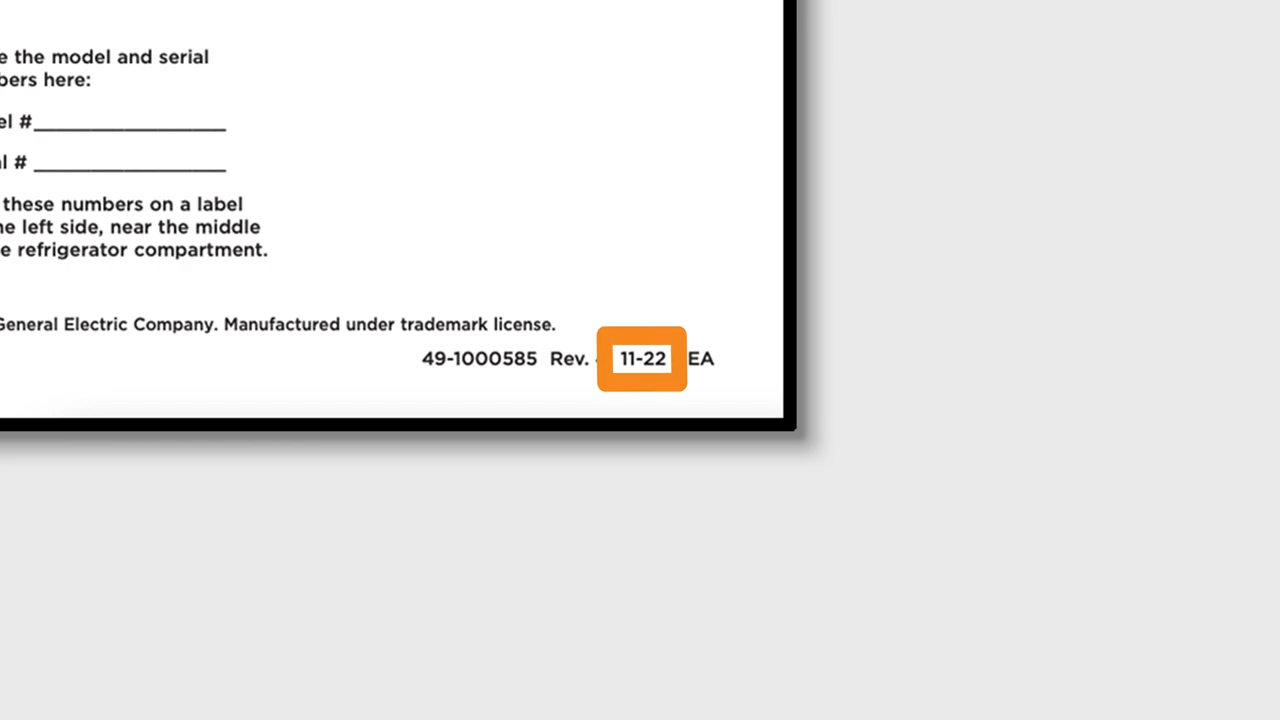 e the model and serial
bers here:
el #
l #
these numbers on a label
ne left side, near the middle
e refrigerator compartment.
General Electric Company. Manufactured under trademark license.
49-1000585 Rev. 11-22 EA